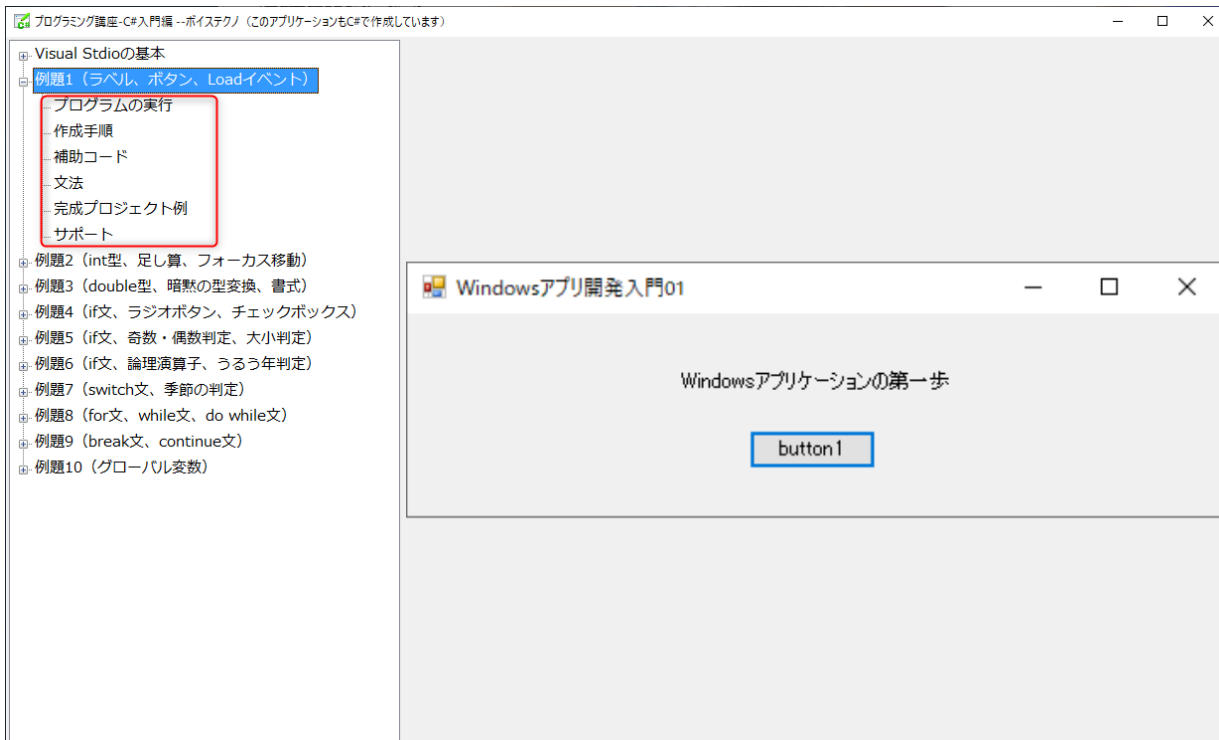 プログラミング講座-C#入門編 --ボイステクノ（このアプリケーションもC#で作成しています）
Visual Stdioの基本
例題1（ラベル、ボタン、Loadイベント）
プログラムの実行
作成手順
補助コード
文法
完成プロジェクト例
サポート
例題2（int型、足し算、フォーカス移動）
例題3（double型、暗黙の型変換、書式）
例題4（if文、ラジオボタン、チェックボックス）
例題5（if文、奇数・偶数判定、大小判定）
例題6（if文、論理演算子、うるう年判定）
例題7（switch文、季節の判定）
例題8（for文、while文、do while文）
例題9（break文、continue文）
例題10（グローバル変数）
Windowsアプリ開発入門01
Windowsアプリケーションの第一歩
button1